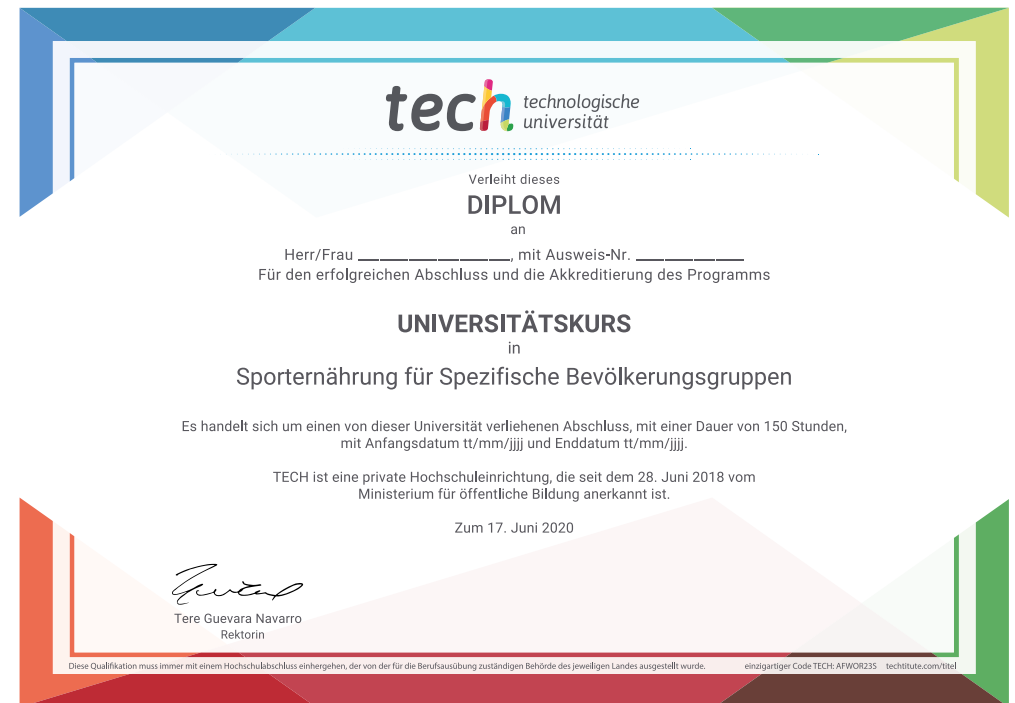 tech technologische
universität
Verleiht dieses
DIPLOM
an
Herr/Frau ________________, mit Ausweis-Nr. ____________
Für den erfolgreichen Abschluss und die Akkreditierung des Programms
UNIVERSITÄTSKURS
in
Sporternährung für Spezifische Bevölkerungsgruppen
Es handelt sich um einen von dieser Universität verliehenen Abschluss, mit einer Dauer von 150 Stunden,
mit Anfangsdatum tt/mm/jjjj und Enddatum tt/mm/jjjj.
TECH ist eine private Hochschuleinrichtung, die seit dem 28. Juni 2018 vom
Ministerium für öffentliche Bildung anerkannt ist.
Zum 17. Juni 2020
Tere Guevara Navarro
Rektorin
Diese Qualifikation muss immer mit einem Hochschulabschluss einhergehen, der von der für die Berufsausübung zuständigen Behörde des jeweiligen Landes ausgestellt wurde. einzigartiger Code TECH: AFWOR23S techtitute.com/titel